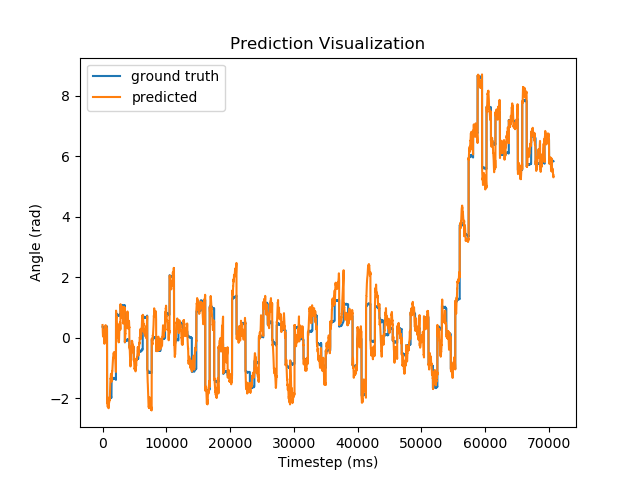 Prediction Visualization
ground truth
predicted
8
6
4
2
0
−2
Angle (rad)
0 10000 20000 30000 40000 50000 60000 70000
Timestep (ms)